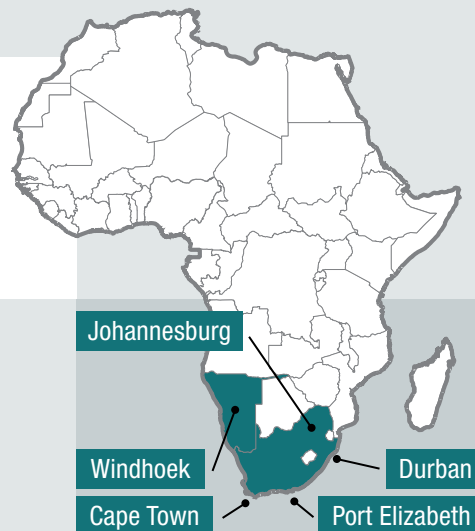 Johannesburg
Windhoek
Durban
Cape Town
Port Elizabeth